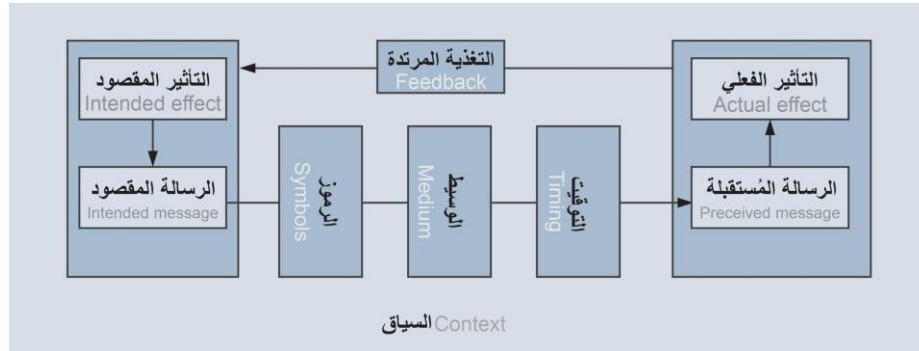 التغذية المرتدة
Feedback
التأثير المقصود
Intended effect
الرسالة المقصود
Intended message
الرموز
Symbols
الوسيط
Medium
التوقيت
Timing
التأثير الفعلي
Actual effect
الرسالة المُستقبلة
Preceived message
السياق Context